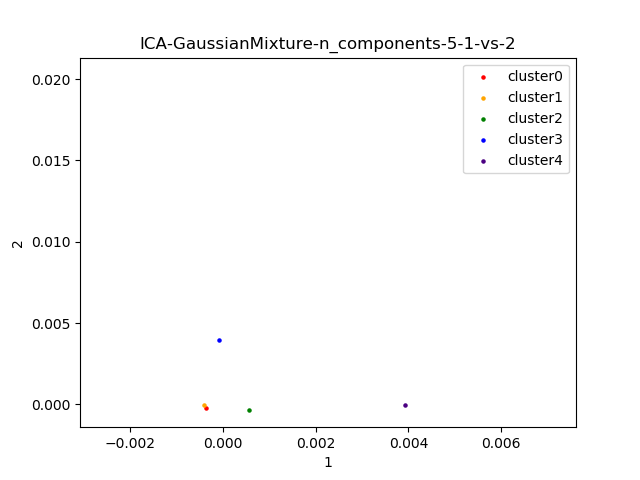 ICA-GaussianMixture-n_components-5-1-vs-2
0.020
0.015
0.010
0.005
0.000
2
cluster0
cluster1
cluster2
cluster3
cluster4
−0.002
0.000
0.002
0.004
0.006
1